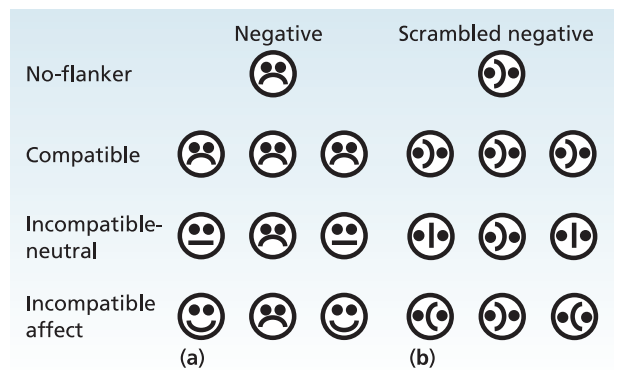 Negative Scrambled negative
No-flanker
Compatible
Incompatible-
neutral
Incompatible
affect
(a) (b)